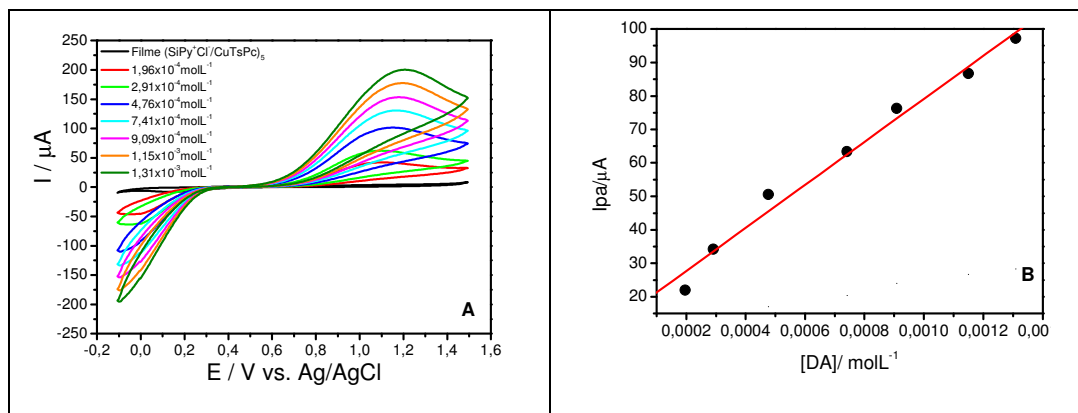 250
200
150
100
50
0
-50
-100
-150
-200
-250
I / µA
Filme (SiPy⁺Cl⁻/CuTsPc)₅
1,96x10⁻⁴molL⁻¹
2,91x10⁻⁴molL⁻¹
4,76x10⁻⁴molL⁻¹
7,41x10⁻⁴molL⁻¹
9,09x10⁻⁴molL⁻¹
1,15x10⁻³molL⁻¹
1,31x10⁻³molL⁻¹
A
-0,2 0,0 0,2 0,4 0,6 0,8 1,0 1,2 1,4 1,6
E / V vs. Ag/AgCl
100
90
80
70
60
50
40
30
20
Ipa/µA
B
0,0002 0,0004 0,0006 0,0008 0,0010 0,0012 0,00
[DA]/ molL⁻¹